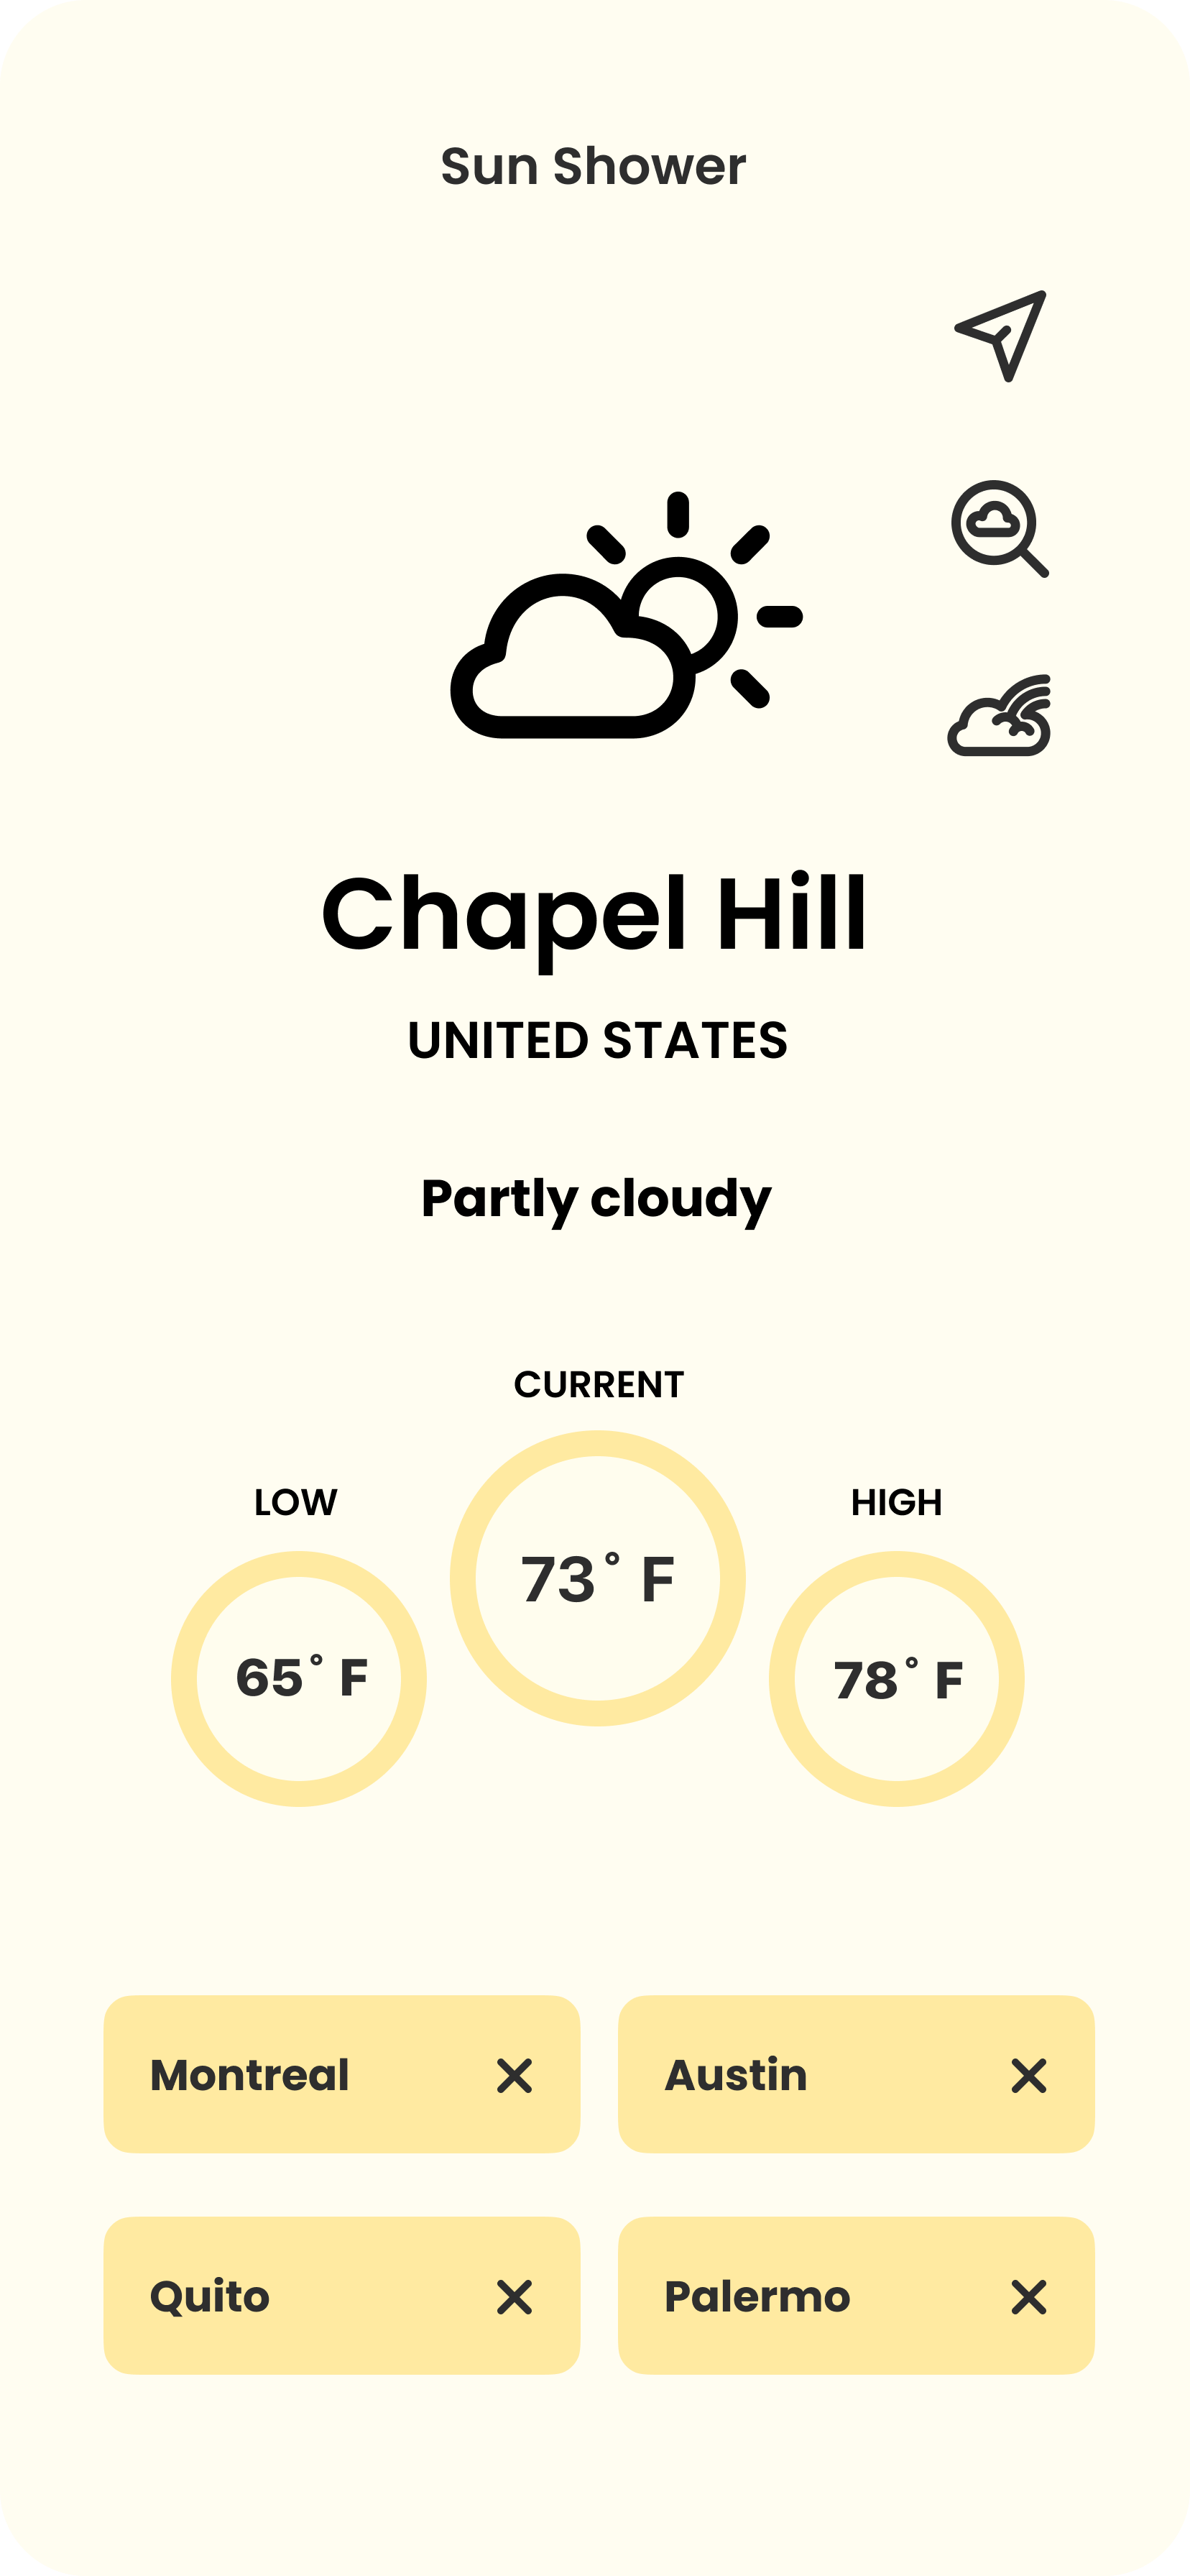 Sun Shower
Chapel Hill
UNITED STATES
Partly cloudy
CURRENT
LOW
HIGH
73° F
65° F
78° F
Montreal
Austin
Quito
Palermo